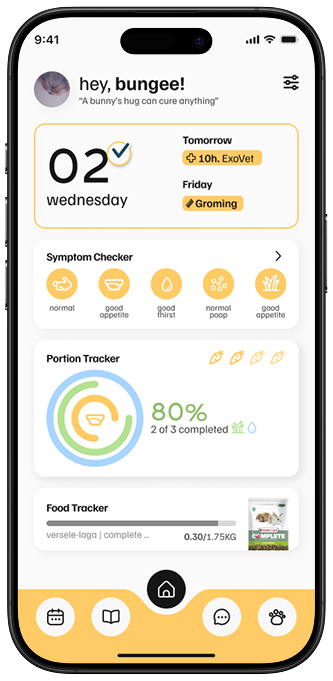 9:41
hey, bungee!
"A bunny's hug can cure anything"
02
wednesday
Tomorrow
10h. ExoVet
Friday
Groming
Symptom Checker
normal
good
appetite
good
thirst
normal
poop
good
appetite
Portion Tracker
80%
2 of 3 completed
Food Tracker
versele-laga | complete ...
0.30/1.75KG
COMPLETE